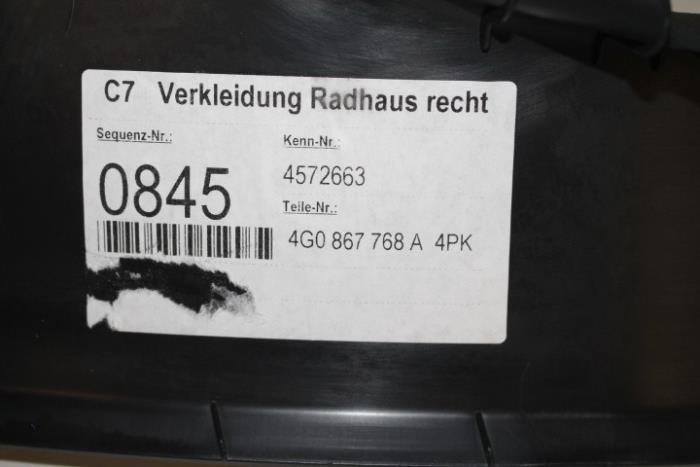 C7 Verkleidung Radhaus recht
Sequenz-Nr.:
0845
Kenn-Nr.:
4572663
Teile-Nr.:
4G0 867 768 A 4PK